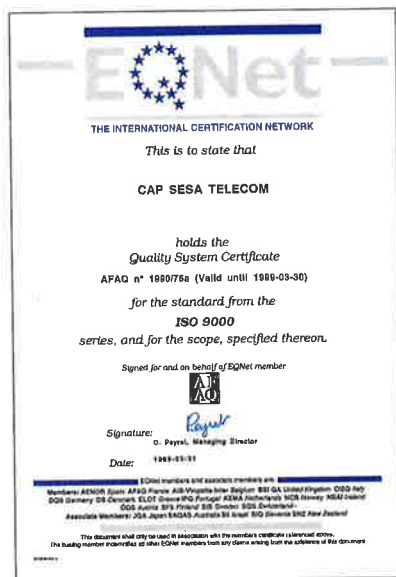 EQNet
THE INTERNATIONAL CERTIFICATION NETWORK
This is to state that
CAP SESA TELECOM
holds the
Quality System Certificate
AFAQ n° 1990/75a (Valid until 1999-03-30)
for the standard from the
ISO 9000
series, and for the scope, specified thereon.
Signed for and on behalf of EQNet member
AFAQ
Signature:
O. Peyrat, Managing Director
Date:
EQNet members and associate members are:
Members: AENOR Spain AFAQ France AIB-Vinçotte Inter Belgium BSI QA United Kingdom CISQ Italy
DQS Germany DS Denmark ELOT Greece IPQ Portugal KEMA Netherlands NCS Norway NSAI Ireland
ÖQS Austria SFS Finland SIS Sweden SQS Switzerland
Associate Members: JQA Japan SAQAS Australia SII Israel SIQ Slovenia SNZ New Zealand
This document shall only be used in association with the members certificate referenced above.
The issuing member indemnifies all other EQNet members from any claims arising from the existence of this document